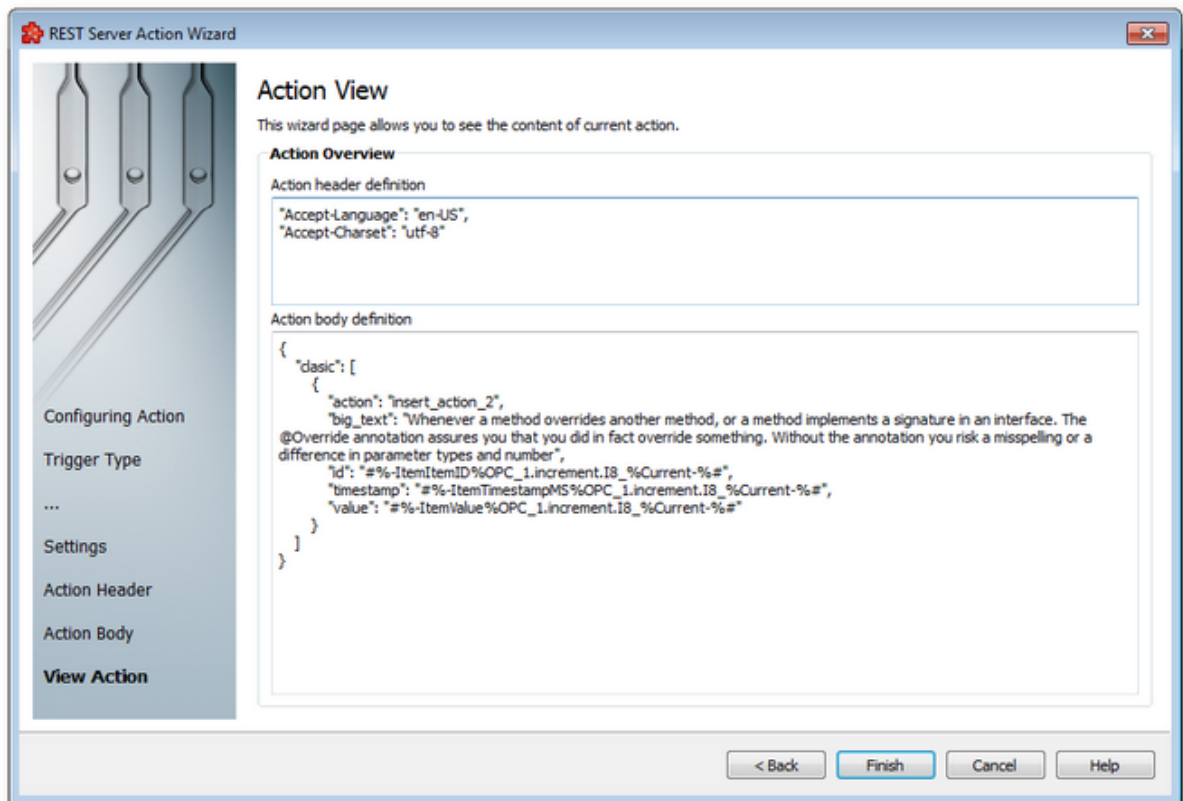 REST Server Action Wizard
Action View
This wizard page allows you to see the content of current action.
Action Overview
Action header definition
"Accept-Language": "en-US",
"Accept-Charset": "utf-8"
Action body definition
{
"clasic": [
{
"action": "insert_action_2",
"big_text": "Whenever a method overrides another method, or a method implements a signature in an interface. The
@Override annotation assures you that you did in fact override something. Without the annotation you risk a misspelling or a
difference in parameter types and number",
"id": "#%-ItemItemID%OPC_1.increment.I8_%Current-%#",
"timestamp": "#%-ItemTimestampMS%OPC_1.increment.I8_%Current-%#",
"value": "#%-ItemValue%OPC_1.increment.I8_%Current-%#"
}
]
}
Configuring Action
Trigger Type
...
Settings
Action Header
Action Body
View Action
< Back Finish Cancel Help